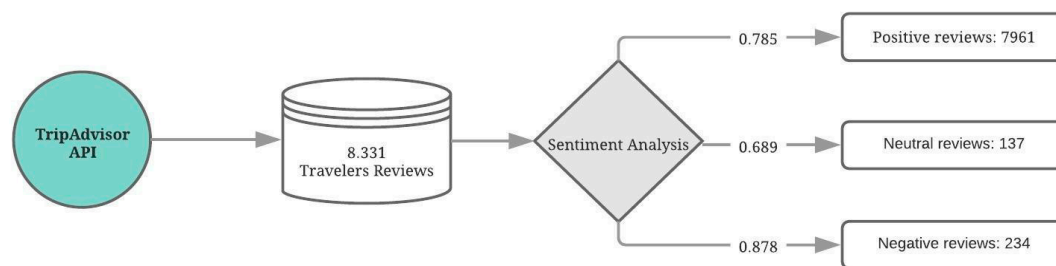 TripAdvisor
API
8.331
Travelers Reviews
Sentiment Analysis
0.785
Positive reviews: 7961
0.689
Neutral reviews: 137
0.878
Negative reviews: 234